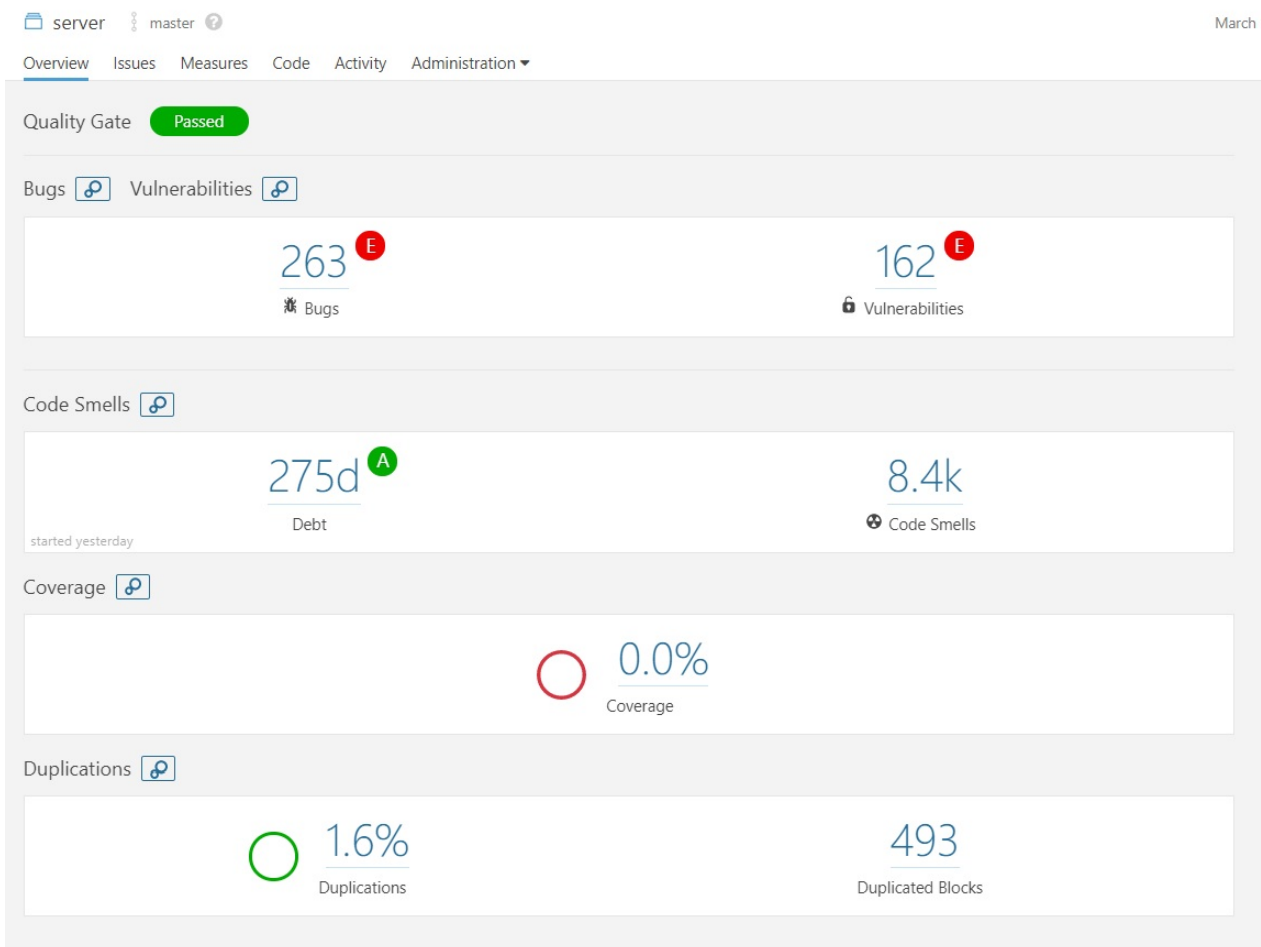 server master ? March
Overview Issues Measures Code Activity Administration
Quality Gate Passed
Bugs Vulnerabilities
263 E 162 E
Bugs Vulnerabilities
Code Smells
275d A 8.4k
Debt Code Smells
started yesterday
Coverage
0.0%
Coverage
Duplications
1.6% 493
Duplications Duplicated Blocks